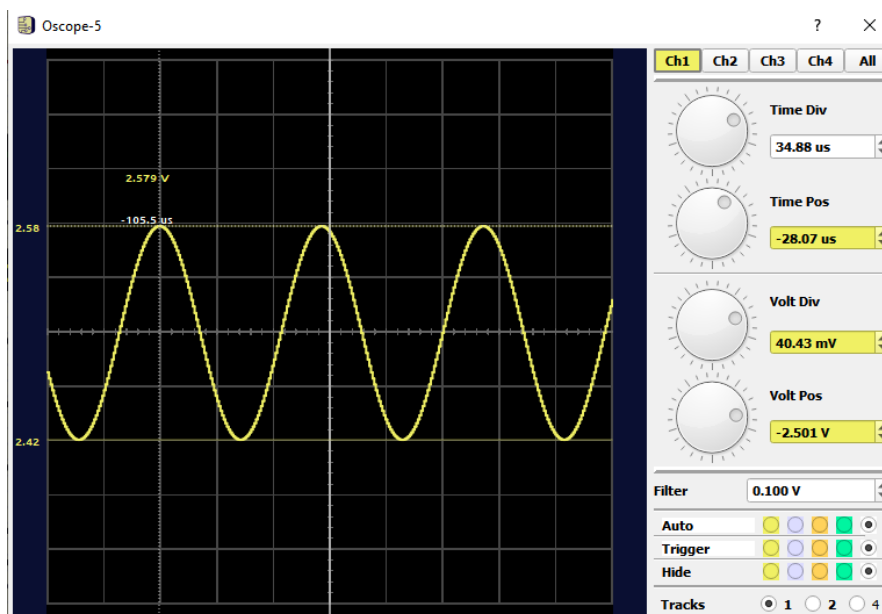 Oscope-5
? ×
Ch1 Ch2 Ch3 Ch4 All
Time Div
34.88 us
Time Pos
-28.07 us
Volt Div
40.43 mV
Volt Pos
-2.501 V
Filter 0.100 V
Auto
Trigger
Hide
Tracks 1 2 4
2.579 V
-105.5 us
2.58
2.42